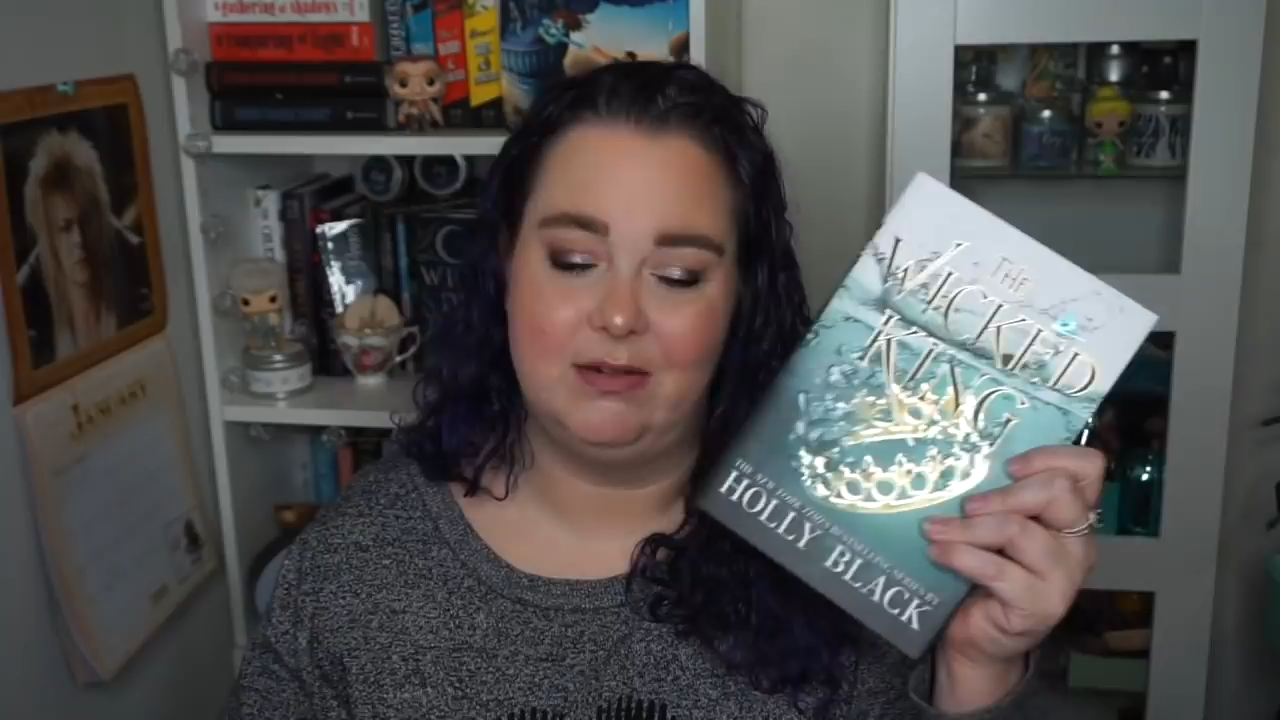 a gathering of shadows
a conjuring of light
JANUARY
THE
WICKED
KING
THE NEW YORK TIMES BESTSELLING SERIES BY
HOLLY BLACK